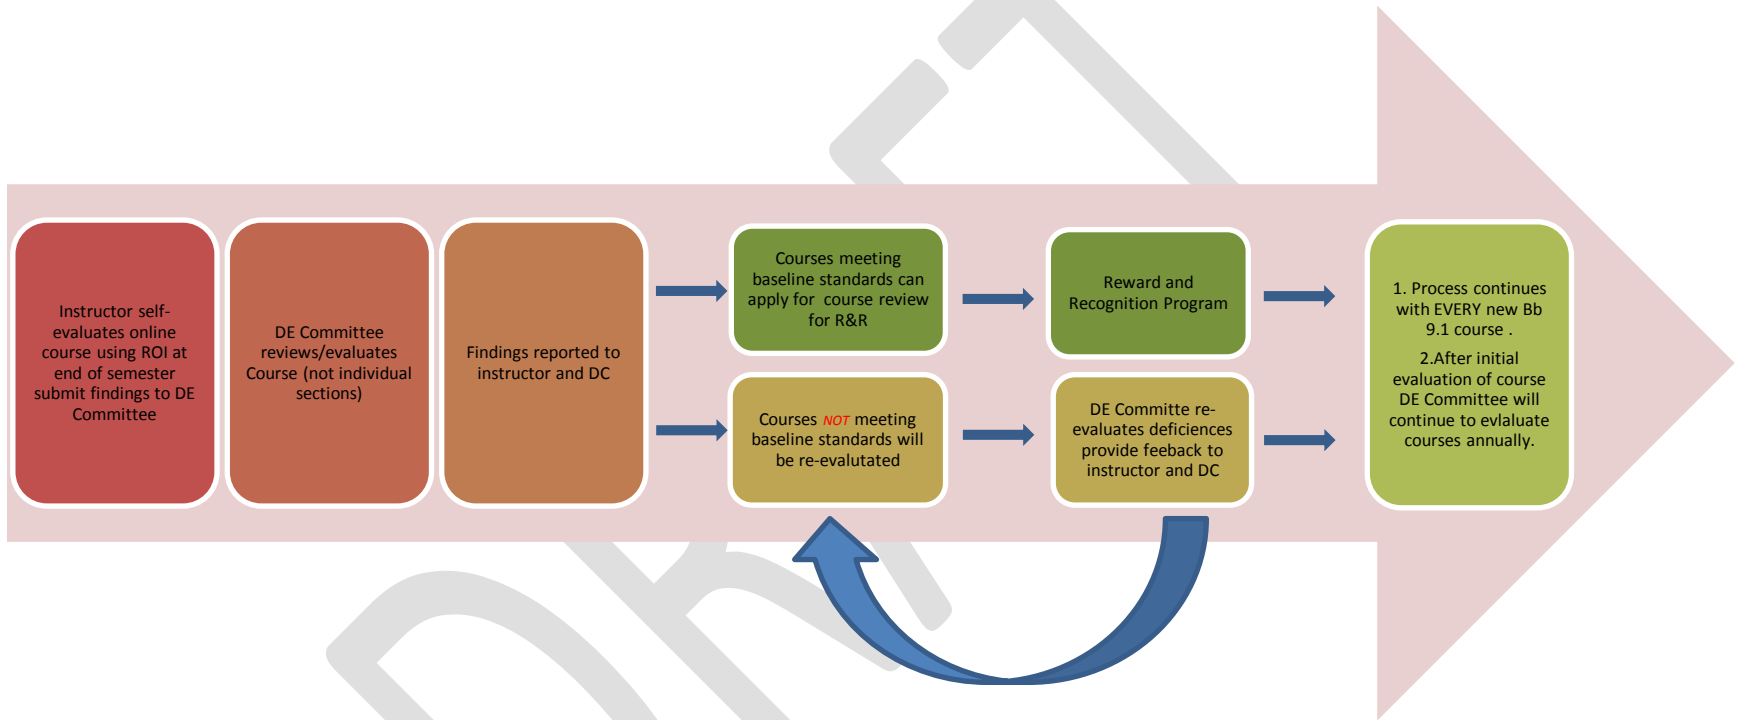 Instructor self-
evaluates online
course using ROI at
end of semester
submit findings to DE
Committee
DE Committee
reviews/evaluates
Course (not individual
sections)
Findings reported to
instructor and DC
Courses meeting
baseline standards can
apply for course review
for R&R
Reward and
Recognition Program
Courses NOT meeting
baseline standards will
be re-evalutated
DE Committe re-
evaluates deficiences
provide feeback to
instructor and DC
1. Process continues
with EVERY new Bb
9.1 course .
2.After initial
evaluation of course
DE Committee will
continue to evlaluate
courses annually.